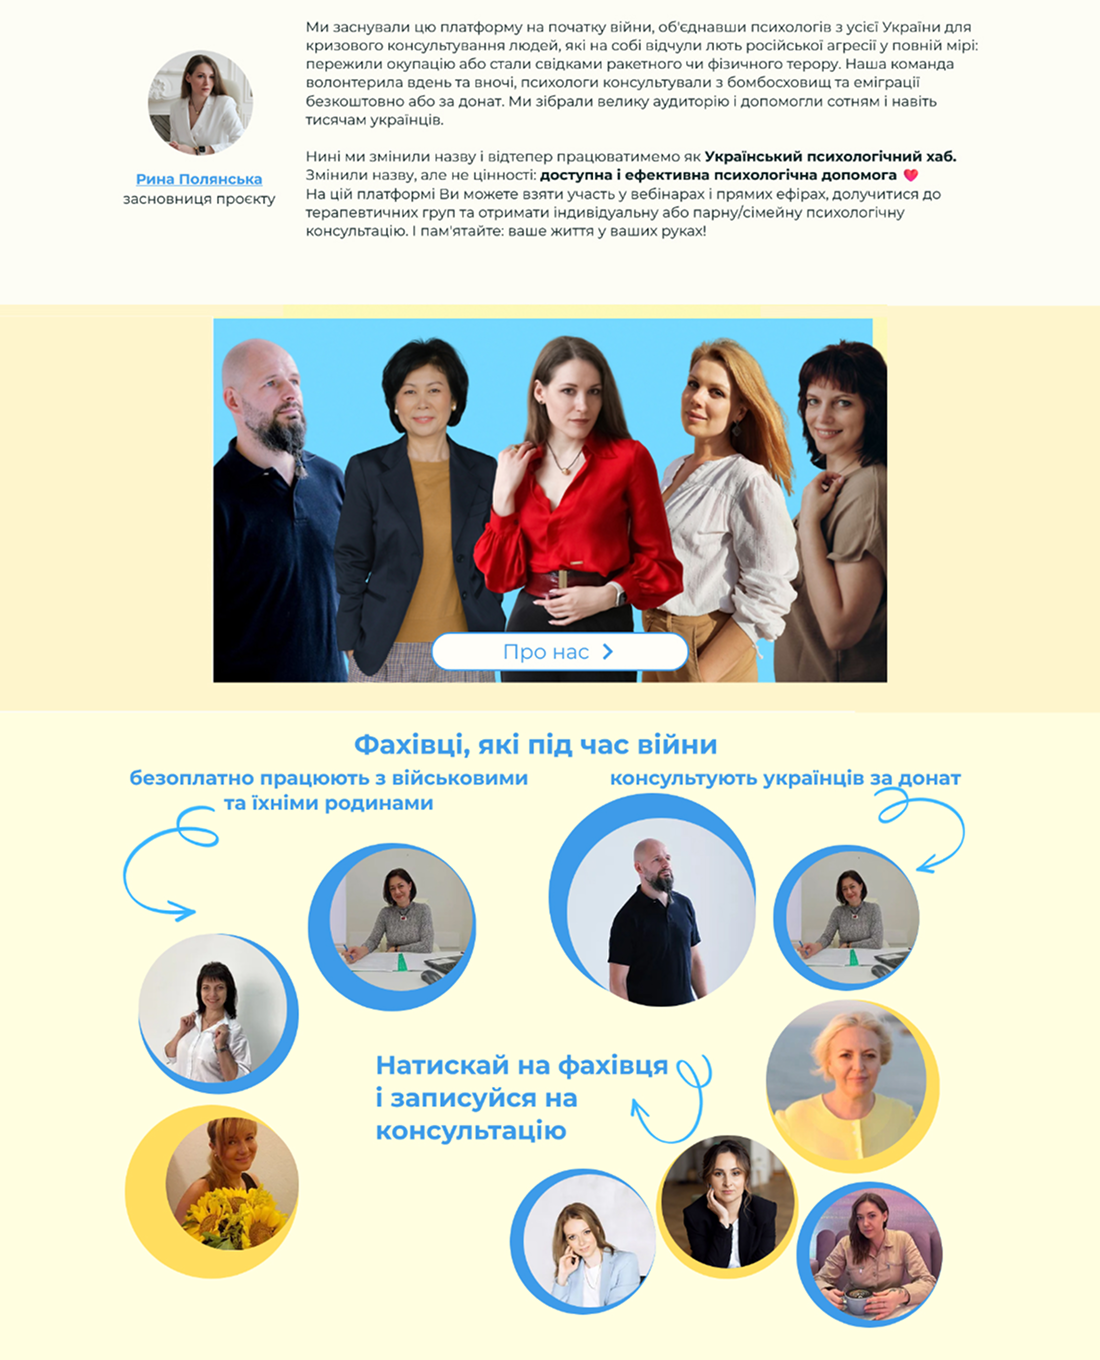 Ми заснували цю платформу на початку війни, об'єднавши психологів з усієї України для
кризового консультування людей, які на собі відчули лють російської агресії у повній мірі:
пережили окупацію або стали свідками ракетного чи фізичного терору. Наша команда
волонтерила вдень та вночі, психологи консультували з бомбосховищ та еміграції
безкоштовно або за донат. Ми зібрали велику аудиторію і допомогли сотням і навіть
тисячам українців.
Рина Полянська
засновниця проєкту
Нині ми змінили назву і відтепер працюватимемо як Український психологічний хаб.
Змінили назву, але не цінності: доступна і ефективна психологічна допомога ❤
На цій платформі Ви можете взяти участь у вебінарах і прямих ефірах, долучитися до
терапевтичних груп та отримати індивідуальну або парну/сімейну психологічну
консультацію. І пам'ятайте: ваше життя у ваших руках!
Про нас >
Фахівці, які під час війни
безоплатно працюють з військовими
та їхніми родинами
консультують українців за донат
Натискай на фахівця
і записуйся на
консультацію